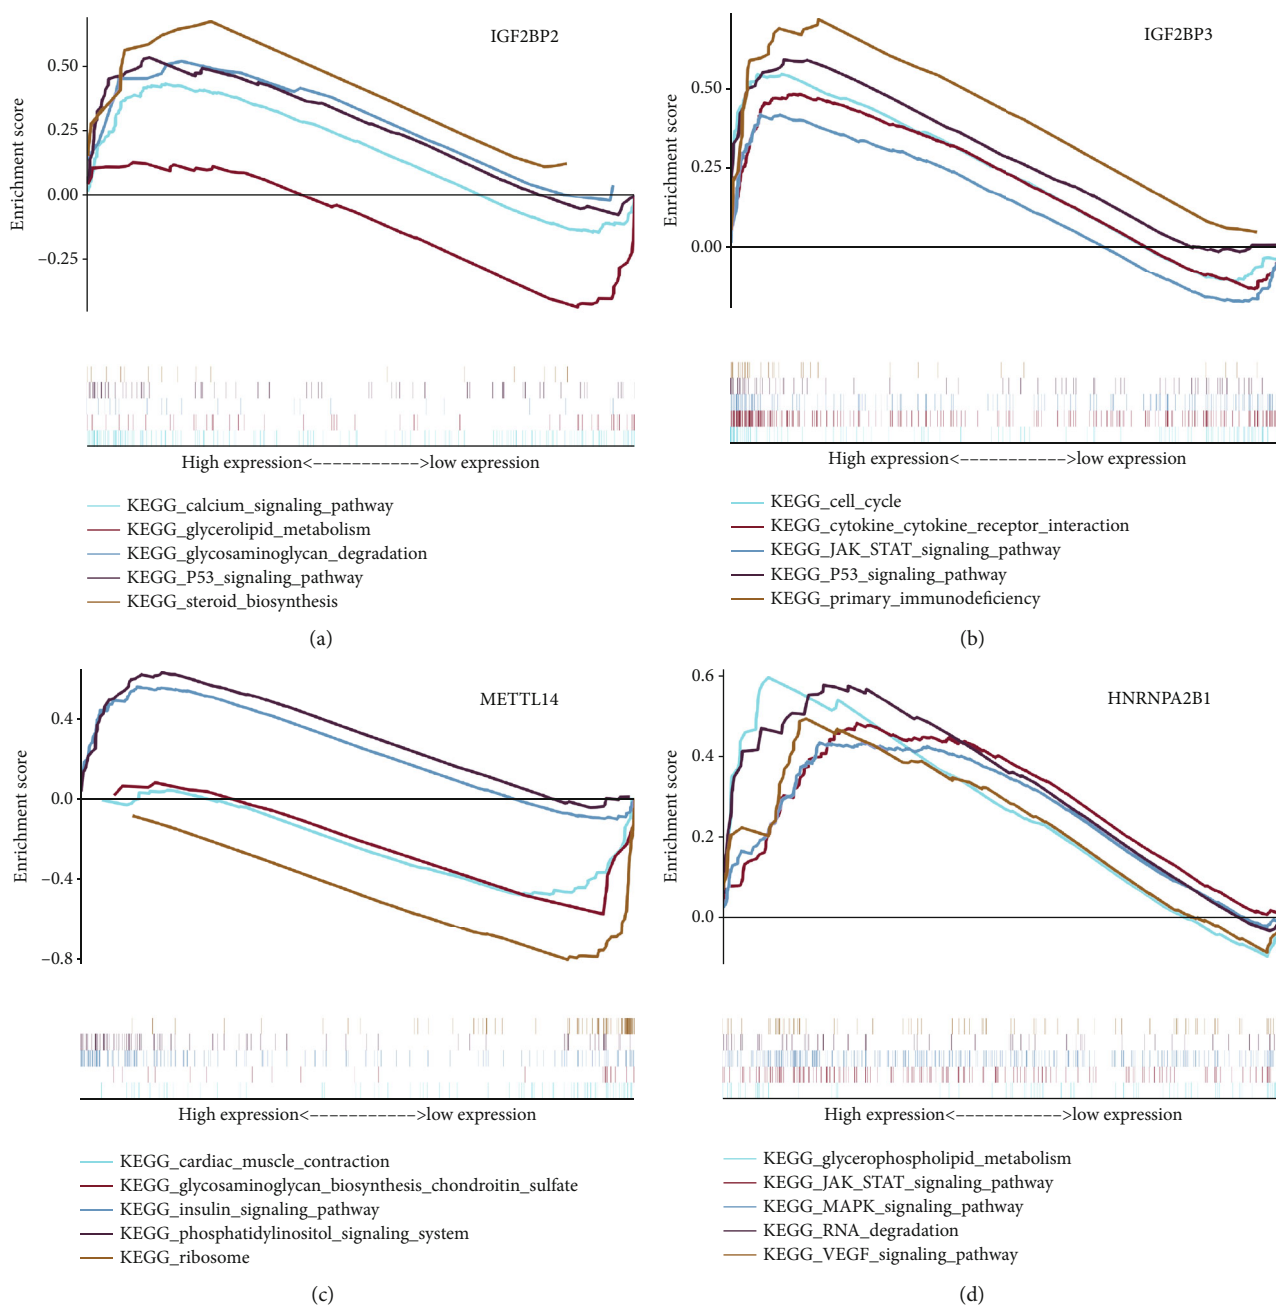 IGF2BP2
Enrichment score
0.50
0.25
0.00
−0.25
High expression<----------->low expression
KEGG_calcium_signaling_pathway
KEGG_glycerolipid_metabolism
KEGG_glycosaminoglycan_degradation
KEGG_P53_signaling_pathway
KEGG_steroid_biosynthesis
(a)
IGF2BP3
Enrichment score
0.50
0.25
0.00
High expression<----------->low expression
KEGG_cell_cycle
KEGG_cytokine_cytokine_receptor_interaction
KEGG_JAK_STAT_signaling_pathway
KEGG_P53_signaling_pathway
KEGG_primary_immunodeficiency
(b)
METTL14
Enrichment score
0.4
0.0
−0.4
−0.8
High expression<----------->low expression
KEGG_cardiac_muscle_contraction
KEGG_glycosaminoglycan_biosynthesis_chondroitin_sulfate
KEGG_insulin_signaling_pathway
KEGG_phosphatidylinositol_signaling_system
KEGG_ribosome
(c)
HNRNPA2B1
Enrichment score
0.6
0.4
0.2
0.0
High expression<----------->low expression
KEGG_glycerophospholipid_metabolism
KEGG_JAK_STAT_signaling_pathway
KEGG_MAPK_signaling_pathway
KEGG_RNA_degradation
KEGG_VEGF_signaling_pathway
(d)